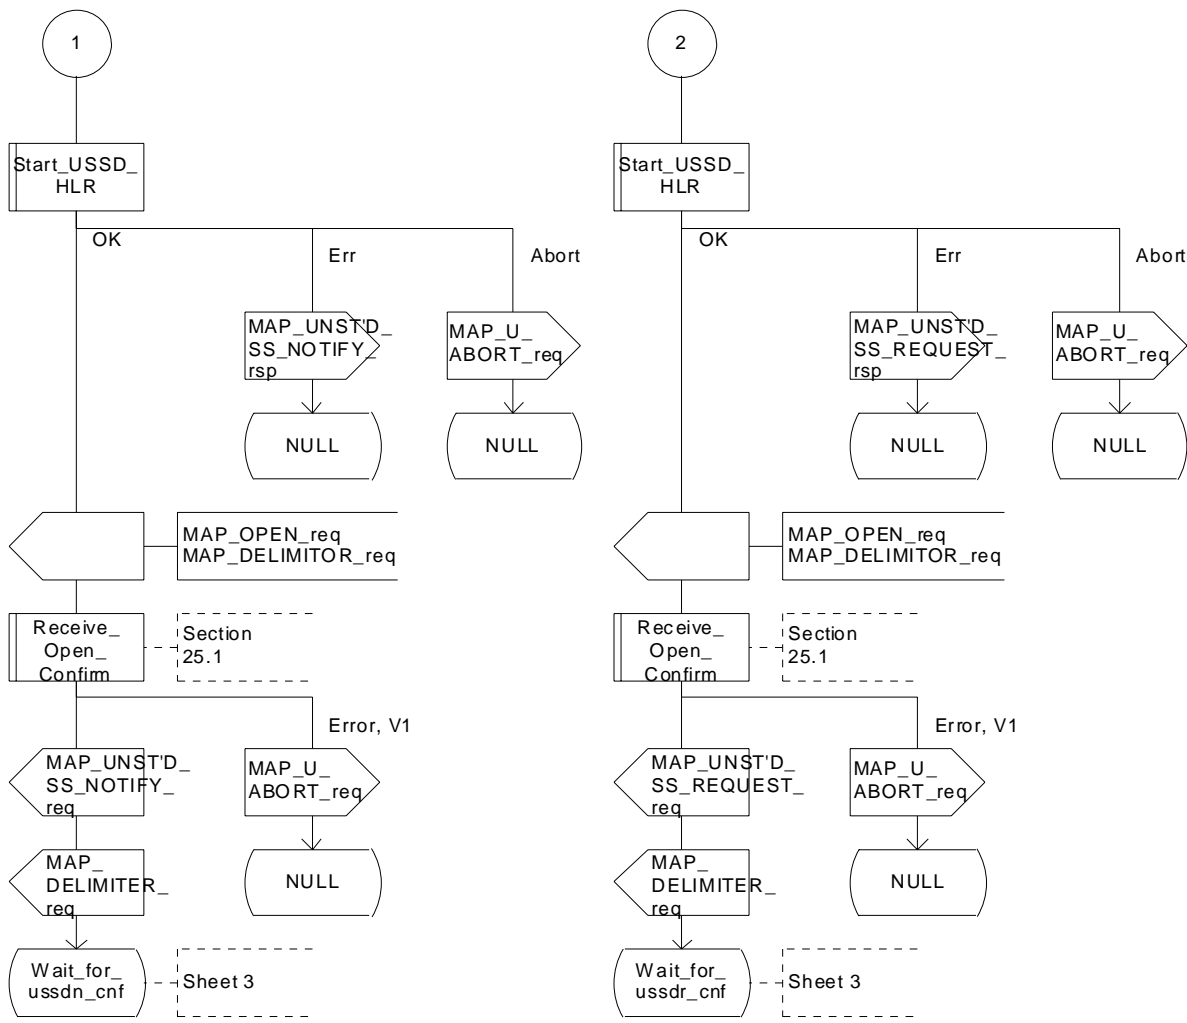 1
Start_USSD_
HLR
OK
Err
Abort
MAP_UNST'D_
SS_NOTIFY_
rsp
MAP_U_
ABORT_req
NULL
NULL
MAP_OPEN_req
MAP_DELIMITOR_req
Receive_
Open_
Confirm
Section
25.1
Error, V1
MAP_UNST'D_
SS_NOTIFY_
req
MAP_U_
ABORT_req
MAP_
DELIMITER_
req
NULL
Wait_for_
ussdn_cnf
Sheet 3
2
Start_USSD_
HLR
OK
Err
Abort
MAP_UNST'D_
SS_REQUEST_
rsp
MAP_U_
ABORT_req
NULL
NULL
MAP_OPEN_req
MAP_DELIMITOR_req
Receive_
Open_
Confirm
Section
25.1
Error, V1
MAP_UNST'D_
SS_REQUEST_
req
MAP_U_
ABORT_req
MAP_
DELIMITER_
req
NULL
Wait_for_
ussdr_cnf
Sheet 3